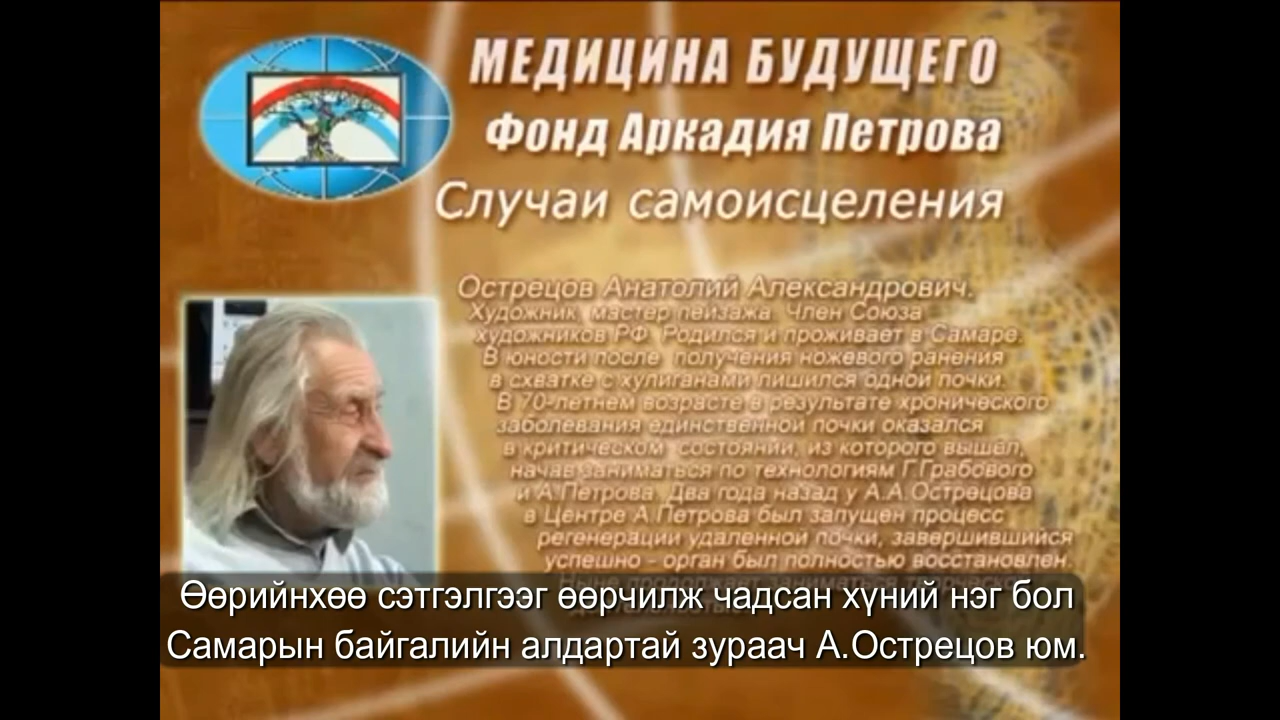 МЕДИЦИНА БУДУЩЕГО
Фонд Аркадия Петрова
Случаи самоисцеления
Острецов Анатолий Александрович.
Художник, мастер пейзажа. Член Союза
художников РФ. Родился и проживает в Самаре.
В юности после получения ножевого ранения
в схватке с хулиганами лишился одной почки.
В 70-летнем возрасте в результате хронического
заболевания единственной почки оказался
в критическом состоянии, из которого вышел,
начав заниматься по технологиям Г.Грабового
и А.Петрова. Два года назад у А.А.Острецова
в Центре А.Петрова был запущен процесс
регенерации удаленной почки, завершившийся
успешно - орган был полностью восстановлен.
Ныне продолжает заниматься
Өөрийнхөө сэтгэлгээг өөрчилж чадсан хүний нэг бол
Самарын байгалийн алдартай зураач А.Острецов юм.